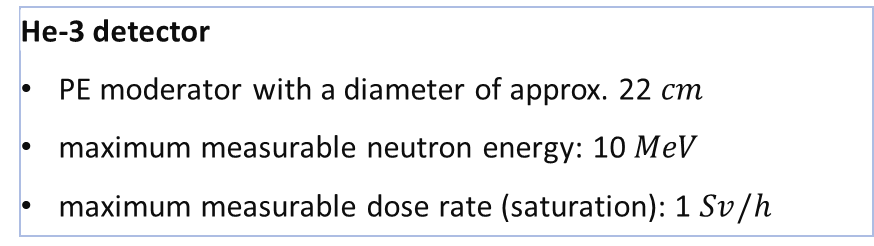 He-3 detector
• PE moderator with a diameter of approx. 22 cm
• maximum measurable neutron energy: 10 MeV
• maximum measurable dose rate (saturation): 1 Sv/h